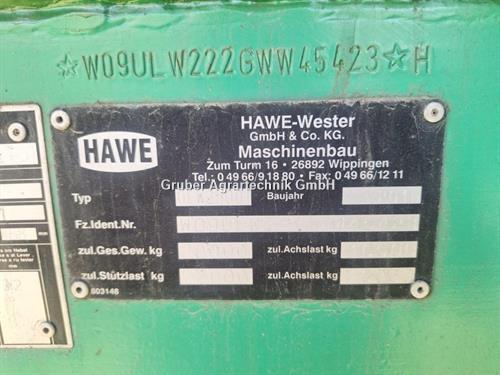 ☆W09ULW222GWW45423☆H
HAWE
HAWE-Wester
GmbH & Co. KG.
Maschinenbau
Zum Turm 16 • 26892 Wippingen
Tel.: 0 49 66/9 18 80 • Fax: 0 49 66/12 11
Gruber Agrartechnik GmbH
Typ Baujahr
Fz.Ident.Nr.
zul.Ges.Gew. kg zul.Achslast kg
zul.Stützlast kg zul.Achslast kg
803148